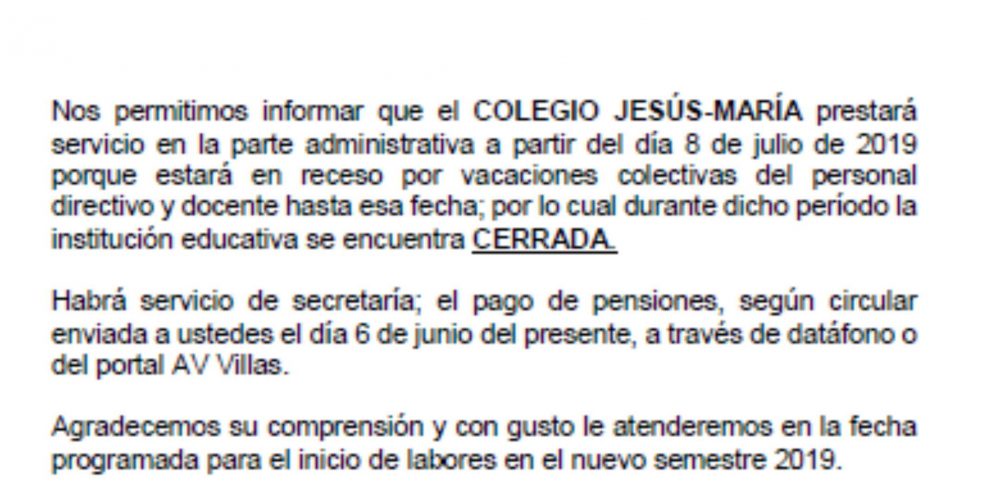 Nos permitimos informar que el COLEGIO JESÚS-MARÍA prestará
servicio en la parte administrativa a partir del día 8 de julio de 2019
porque estará en receso por vacaciones colectivas del personal
directivo y docente hasta esa fecha; por lo cual durante dicho período la
institución educativa se encuentra CERRADA.
Habrá servicio de secretaría; el pago de pensiones, según circular
enviada a ustedes el día 6 de junio del presente, a través de datáfono o
del portal AV Villas.
Agradecemos su comprensión y con gusto le atenderemos en la fecha
programada para el inicio de labores en el nuevo semestre 2019.